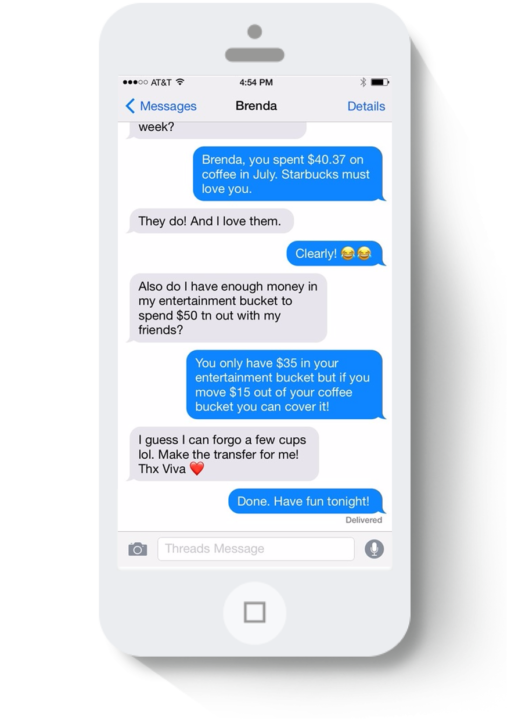 AT&T
4:54 PM
Messages
Brenda
Details
week?
Brenda, you spent $40.37 on
coffee in July. Starbucks must
love you.
They do! And I love them.
Clearly! 😂😂
Also do I have enough money in
my entertainment bucket to
spend $50 tn out with my
friends?
You only have $35 in your
entertainment bucket but if you
move $15 out of your coffee
bucket you can cover it!
I guess I can forgo a few cups
lol. Make the transfer for me!
Thx Viva ❤️
Done. Have fun tonight!
Delivered
Threads Message